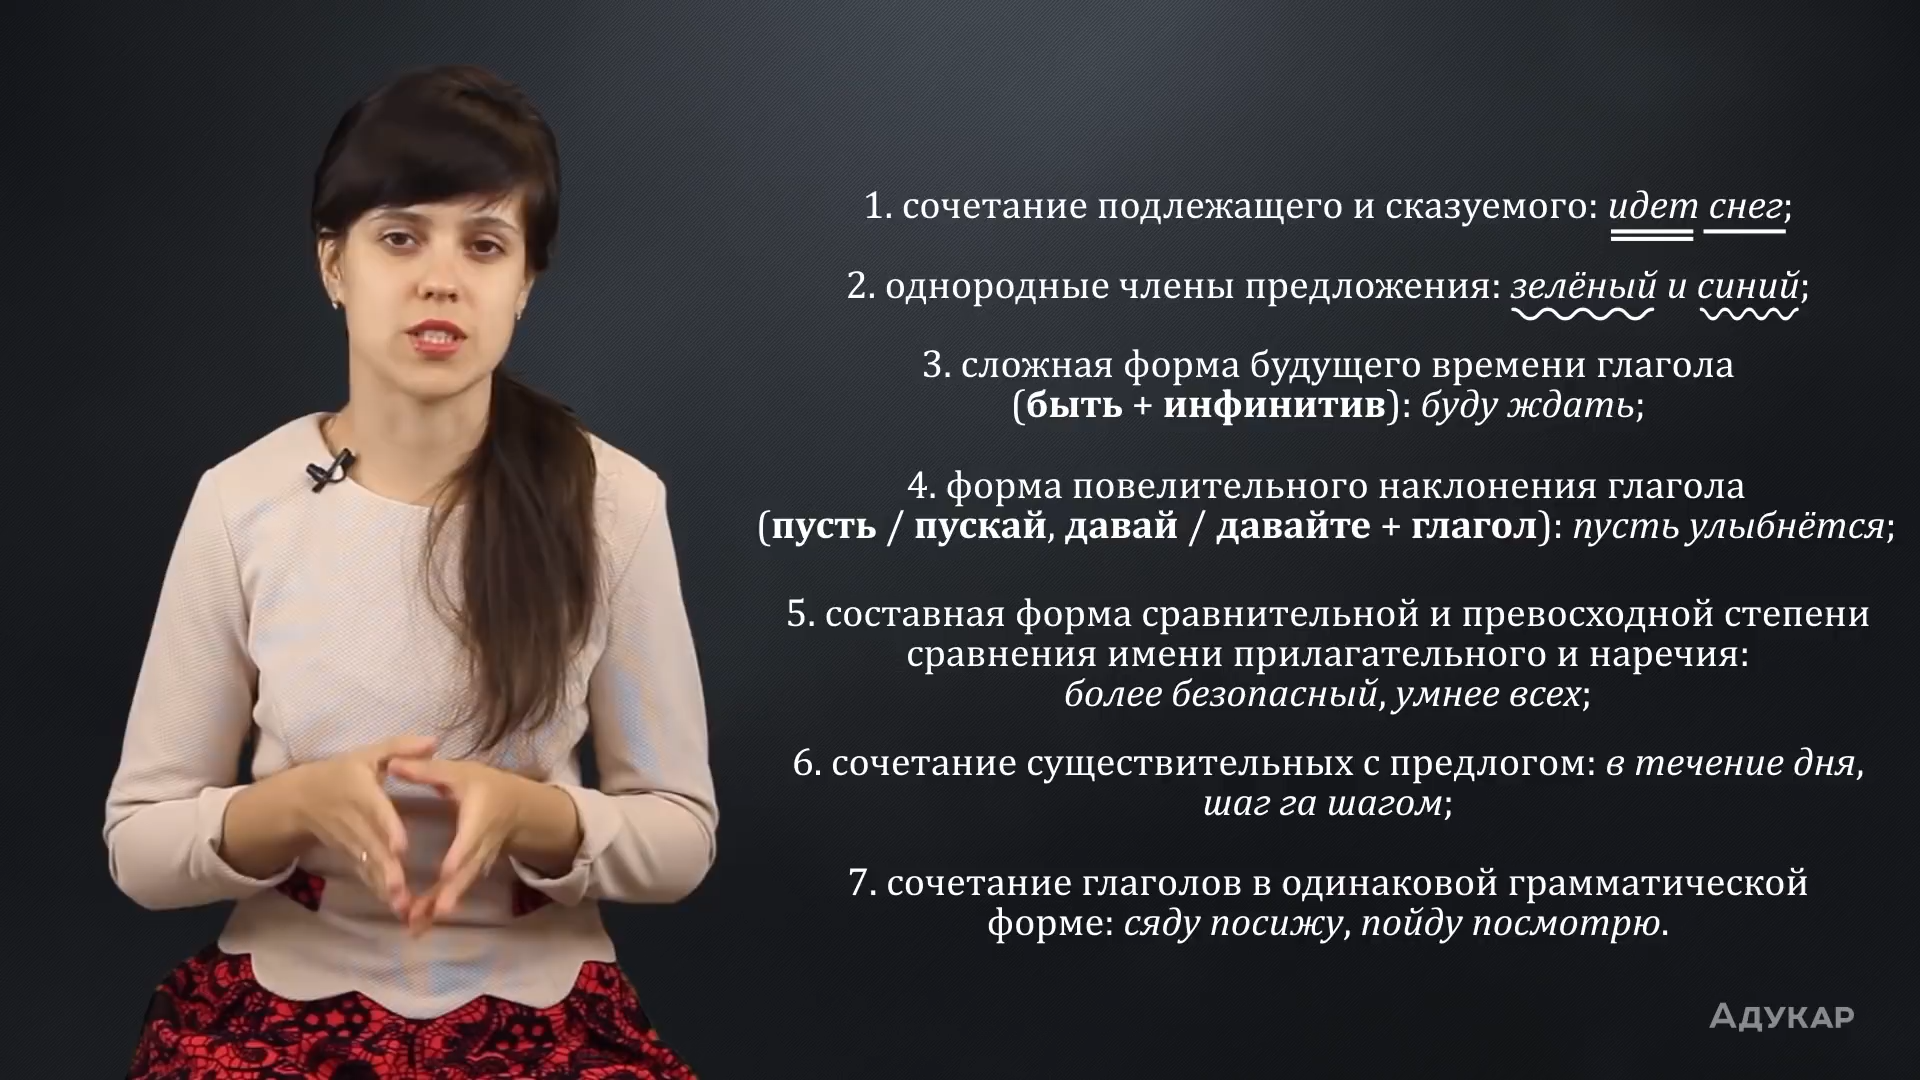 1. сочетание подлежащего и сказуемого: идет снег;
2. однородные члены предложения: зелёный и синий;
3. сложная форма будущего времени глагола
(быть + инфинитив): буду ждать;
4. форма повелительного наклонения глагола
(пусть / пускай, давай / давайте + глагол): пусть улыбнётся;
5. составная форма сравнительной и превосходной степени
сравнения имени прилагательного и наречия:
более безопасный, умнее всех;
6. сочетание существительных с предлогом: в течение дня,
шаг га шагом;
7. сочетание глаголов в одинаковой грамматической
форме: сяду посижу, пойду посмотрю.
АДУКАР